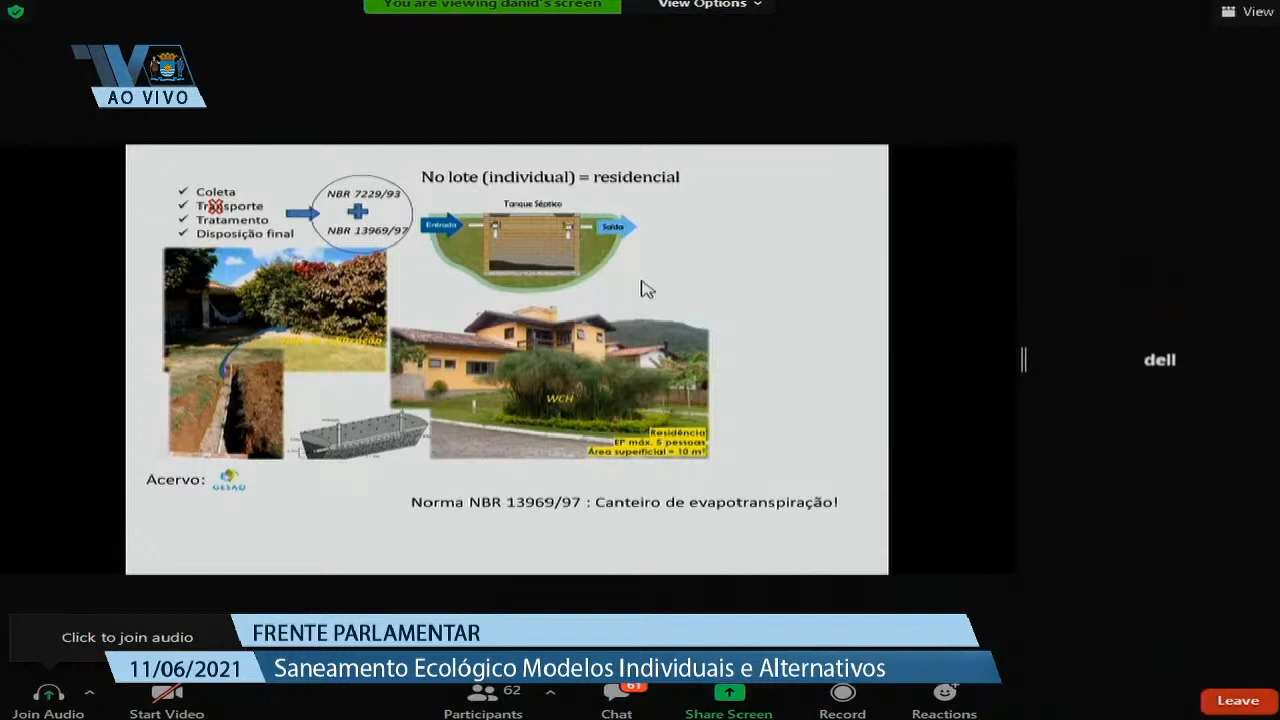 You are viewing danid's screen
View Options
View
AO VIVO
No lote (individual) = residencial
Coleta
Transporte
Tratamento
Disposição final
NBR 7229/93
NBR 13969/97
Tanque Séptico
Entrada
Saída
WCH
Residência
EP máx. 5 pessoas
Área superficial = 10 m²
Acervo:
GESAD
Norma NBR 13969/97 : Canteiro de evapotranspiração!
dell
Click to join audio
FRENTE PARLAMENTAR
11/06/2021
Saneamento Ecológico Modelos Individuais e Alternativos
Join Audio
Start Video
62
Participants
61
Chat
Share Screen
Record
Reactions
Leave